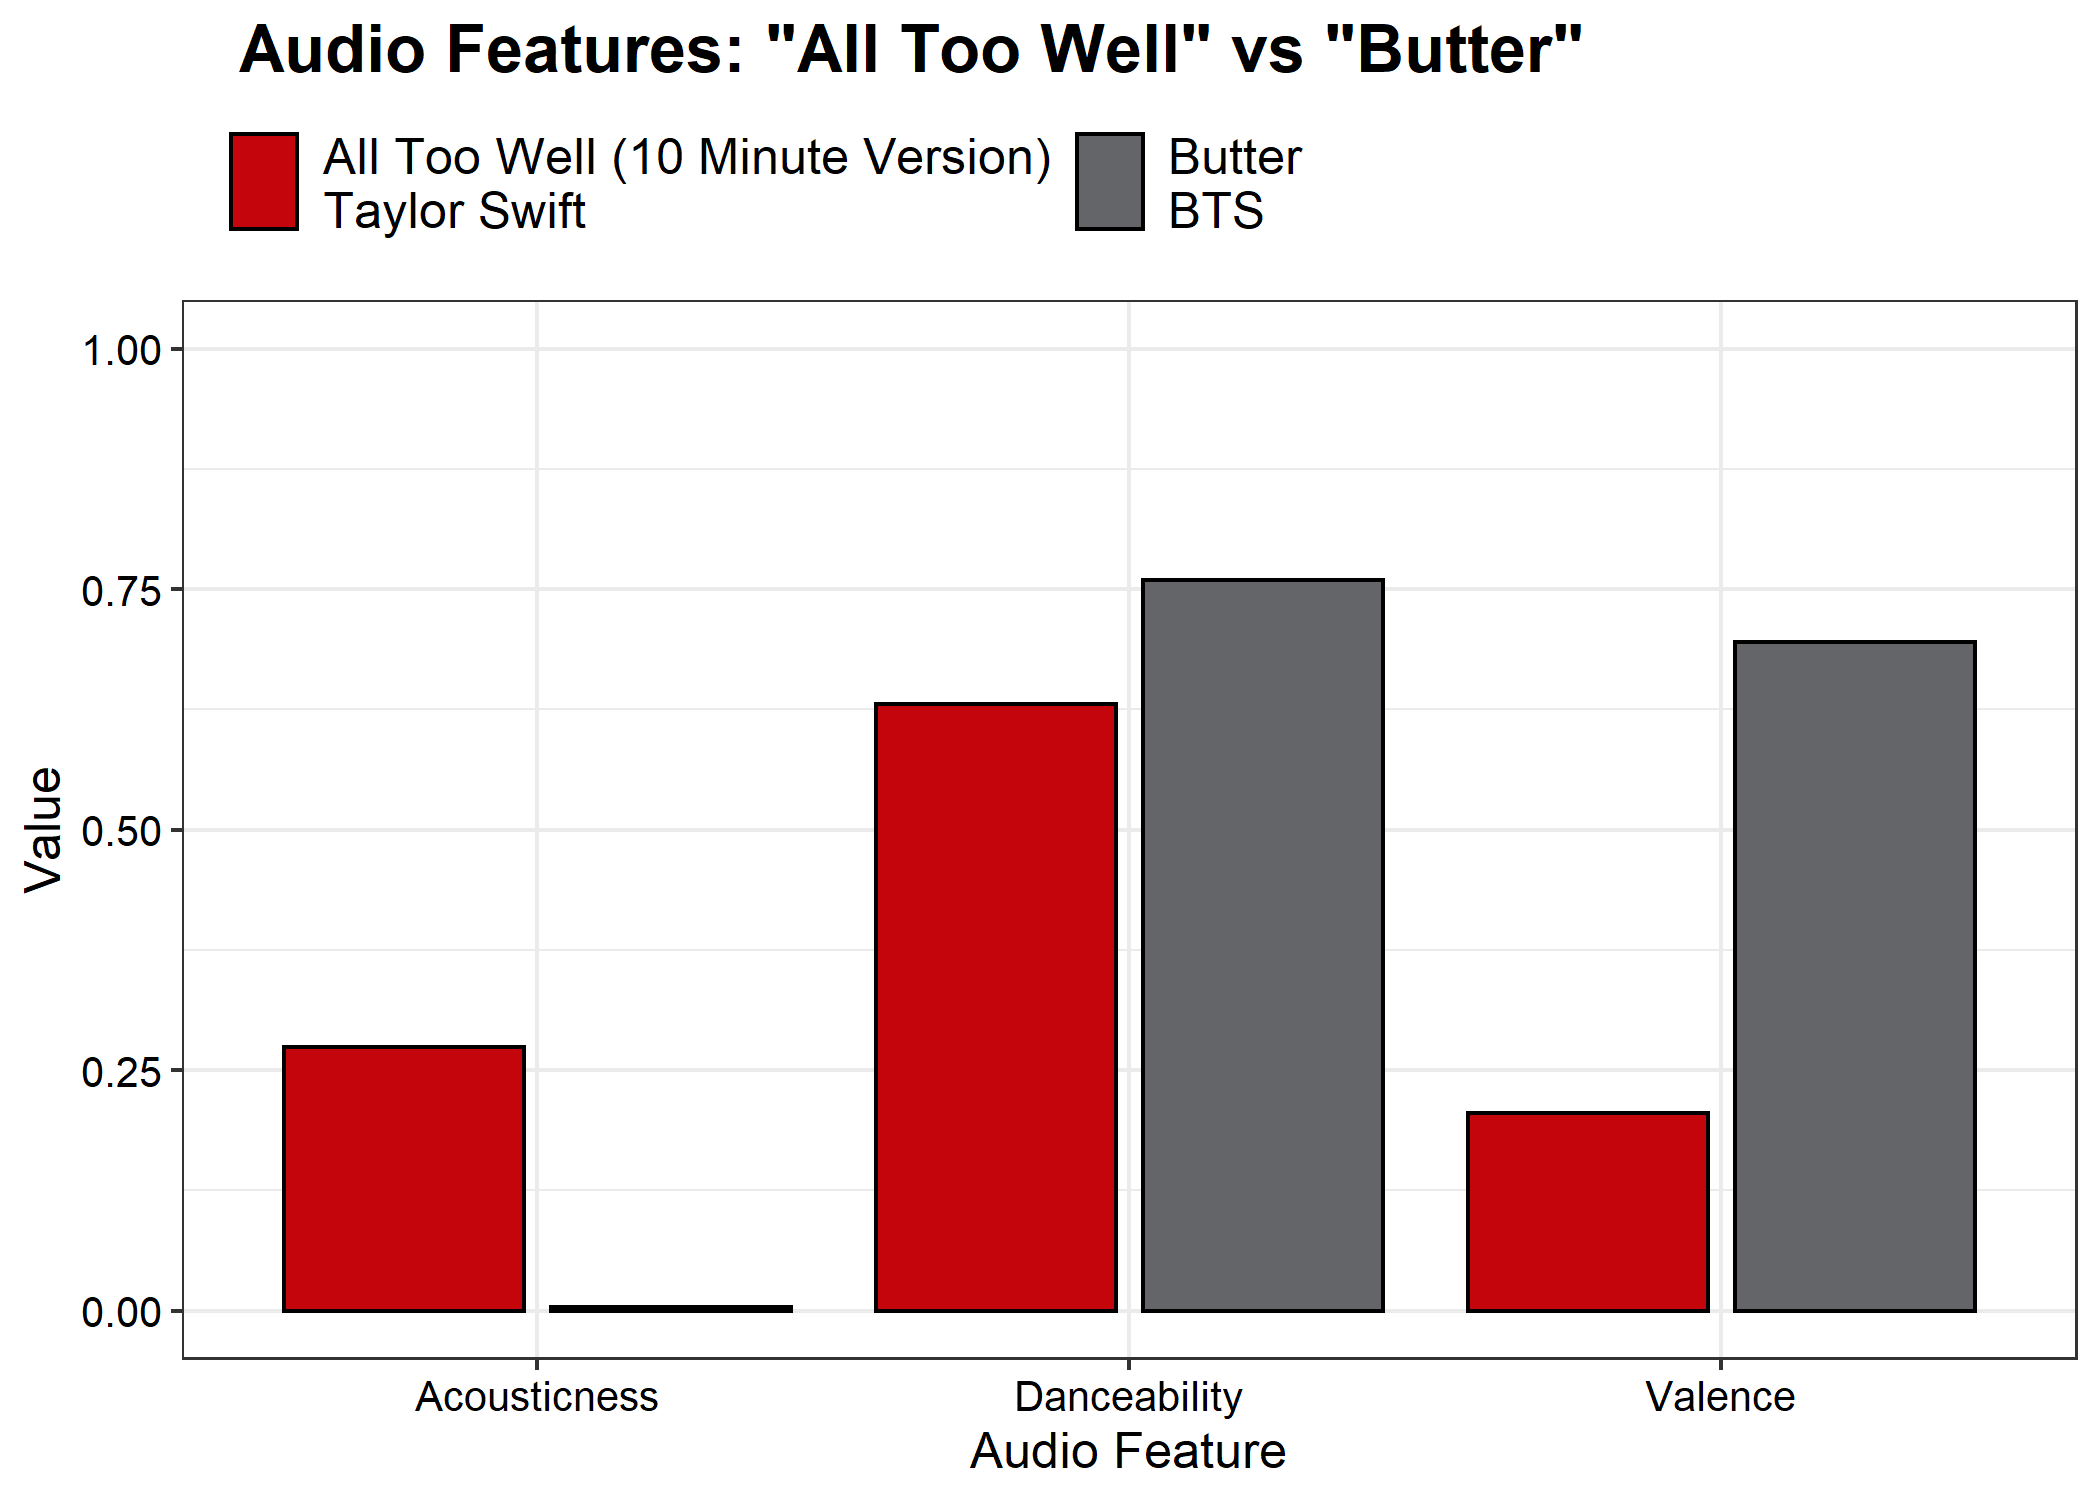 Audio Features: "All Too Well" vs "Butter"
All Too Well (10 Minute Version)
Taylor Swift
Butter
BTS
1.00
0.75
0.50
0.25
0.00
Value
Acousticness
Danceability
Valence
Audio Feature